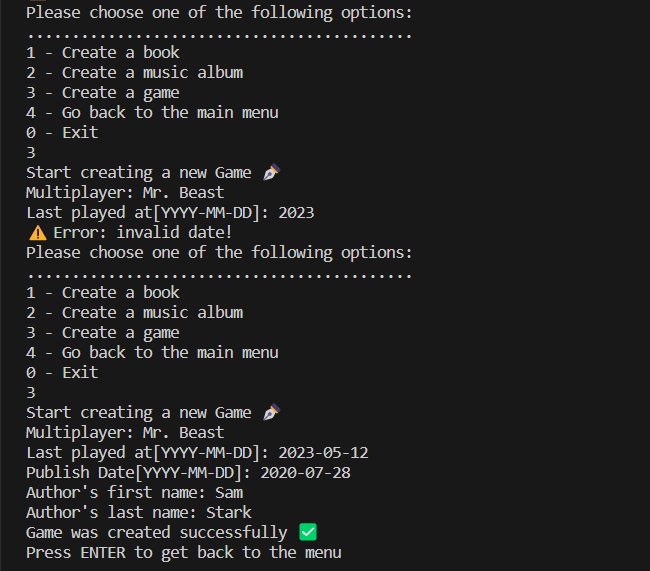 Please choose one of the following options:
...........................................
1 - Create a book
2 - Create a music album
3 - Create a game
4 - Go back to the main menu
0 - Exit
3
Start creating a new Game ✒️
Multiplayer: Mr. Beast
Last played at[YYYY-MM-DD]: 2023
⚠️ Error: invalid date!
Please choose one of the following options:
...........................................
1 - Create a book
2 - Create a music album
3 - Create a game
4 - Go back to the main menu
0 - Exit
3
Start creating a new Game ✒️
Multiplayer: Mr. Beast
Last played at[YYYY-MM-DD]: 2023-05-12
Publish Date[YYYY-MM-DD]: 2020-07-28
Author's first name: Sam
Author's last name: Stark
Game was created successfully ✅
Press ENTER to get back to the menu